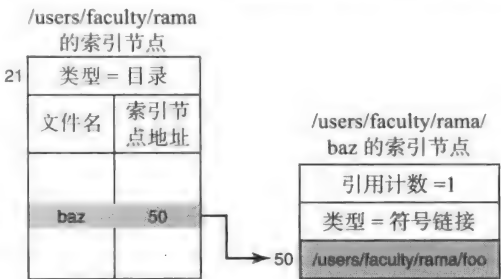 /users/faculty/rama
的索引节点
21
类型 = 目录
文件名
索引节
点地址
baz
50
/users/faculty/rama/
baz 的索引节点
引用计数 =1
类型 = 符号链接
50
/users/faculty/rama/foo